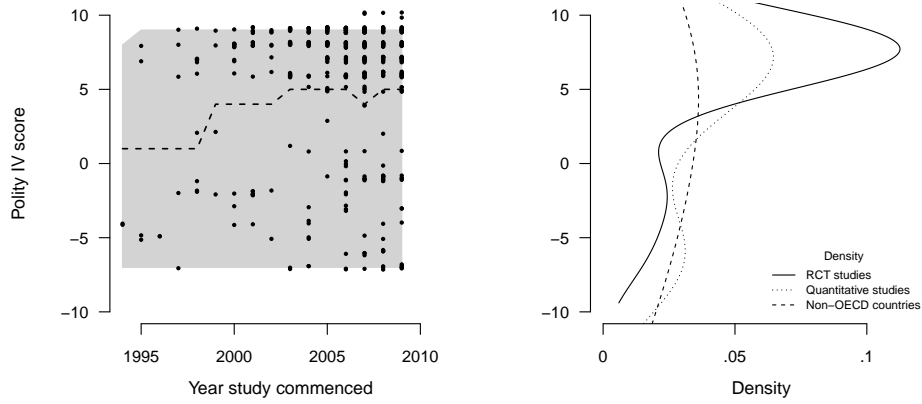 10
5
0
−5
−10
Polity IV score
1995 2000 2005 2010
Year study commenced
10
5
0
−5
−10
Density
RCT studies
Quantitative studies
Non−OECD countries
0 .05 .1
Density